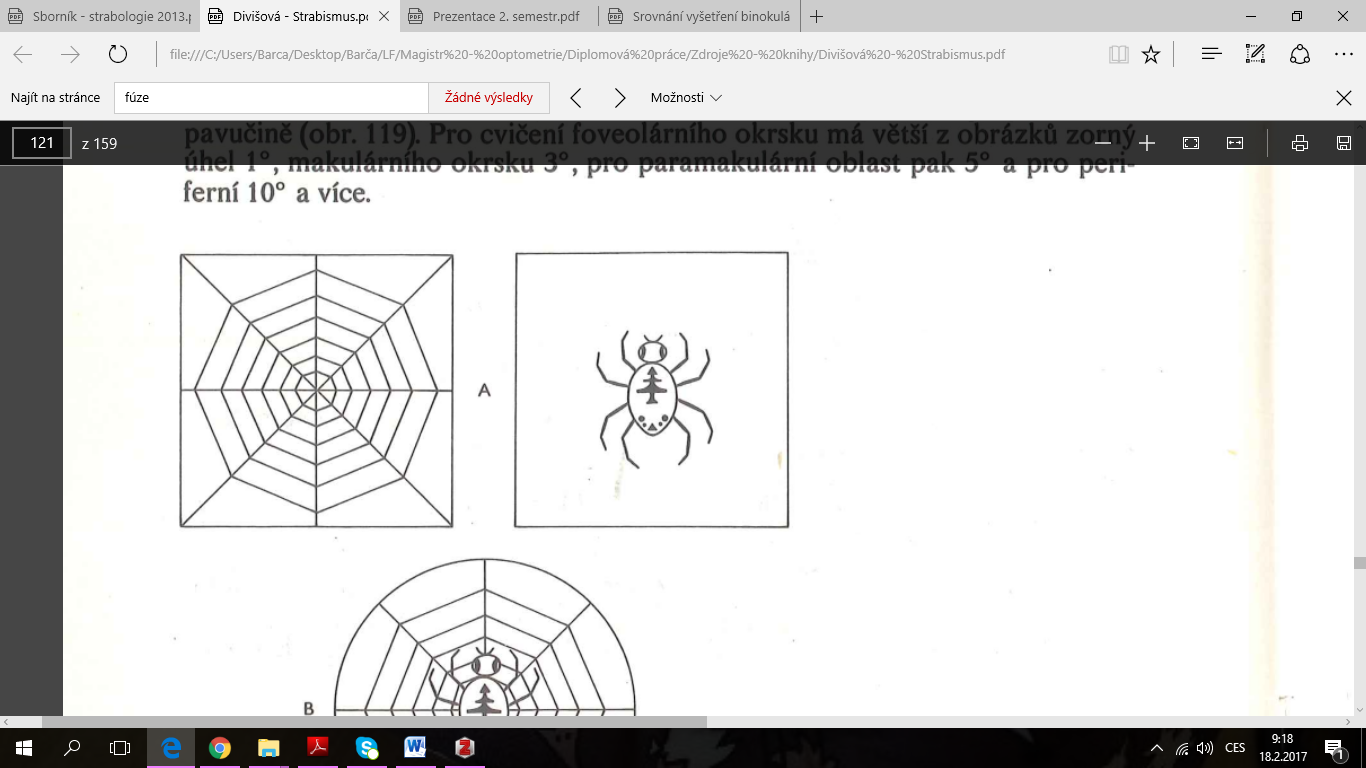 Sborník - strabologie 2013.p
Divišová - Strabismus.pd
Prezentace 2. semestr.pdf
Srovnání vyšetření binokulá
file:///C:/Users/Barca/Desktop/Barča/LF/Magistr%20-%20optometrie/Diplomová%20práce/Zdroje%20-%20knihy/Divišová%20-%20Strabismus.pdf
Najít na stránce
fúze
Žádné výsledky
Možnosti
121
z 159
pavučině (obr. 119). Pro cvičení foveolárního okrsku má větší z obrázků zorný
úhel 1°, makulárního okrsku 3°, pro paramakulární oblast pak 5° a pro peri-
ferní 10° a více.
A
B
CES
9:18
18.2.2017
1